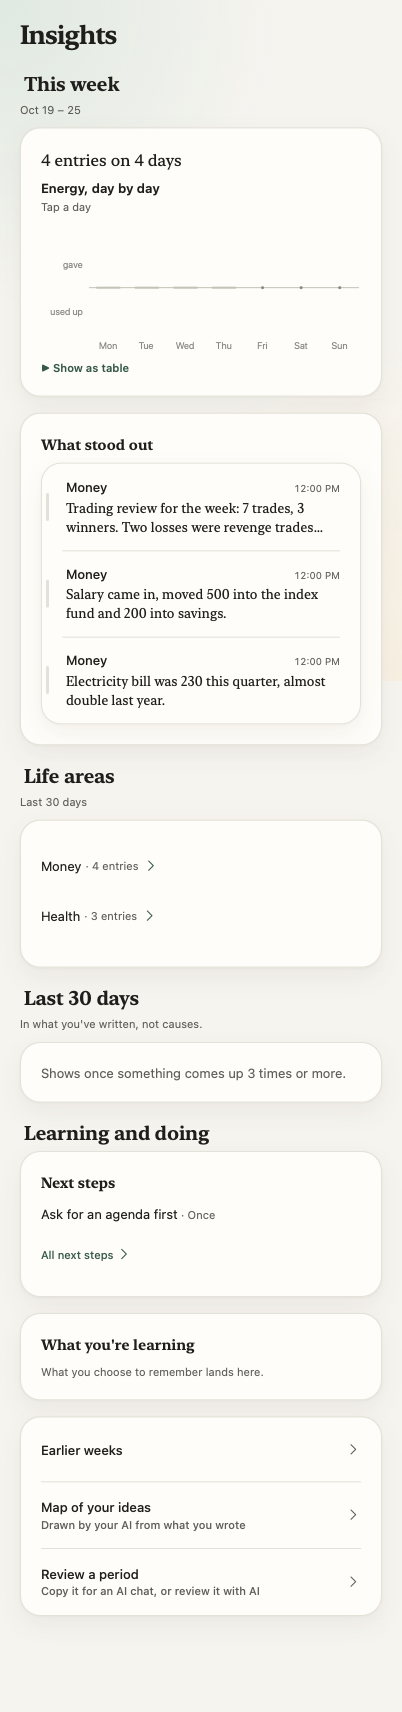 Insights
This week
Oct 19 – 25
4 entries on 4 days
Energy, day by day
Tap a day
gave
used up
Mon Tue Wed Thu Fri Sat Sun
▶ Show as table
What stood out
Money 12:00 PM
Trading review for the week: 7 trades, 3
winners. Two losses were revenge trades...
Money 12:00 PM
Salary came in, moved 500 into the index
fund and 200 into savings.
Money 12:00 PM
Electricity bill was 230 this quarter, almost
double last year.
Life areas
Last 30 days
Money · 4 entries
Health · 3 entries
Last 30 days
In what you've written, not causes.
Shows once something comes up 3 times or more.
Learning and doing
Next steps
Ask for an agenda first · Once
All next steps
What you're learning
What you choose to remember lands here.
Earlier weeks
Map of your ideas
Drawn by your AI from what you wrote
Review a period
Copy it for an AI chat, or review it with AI